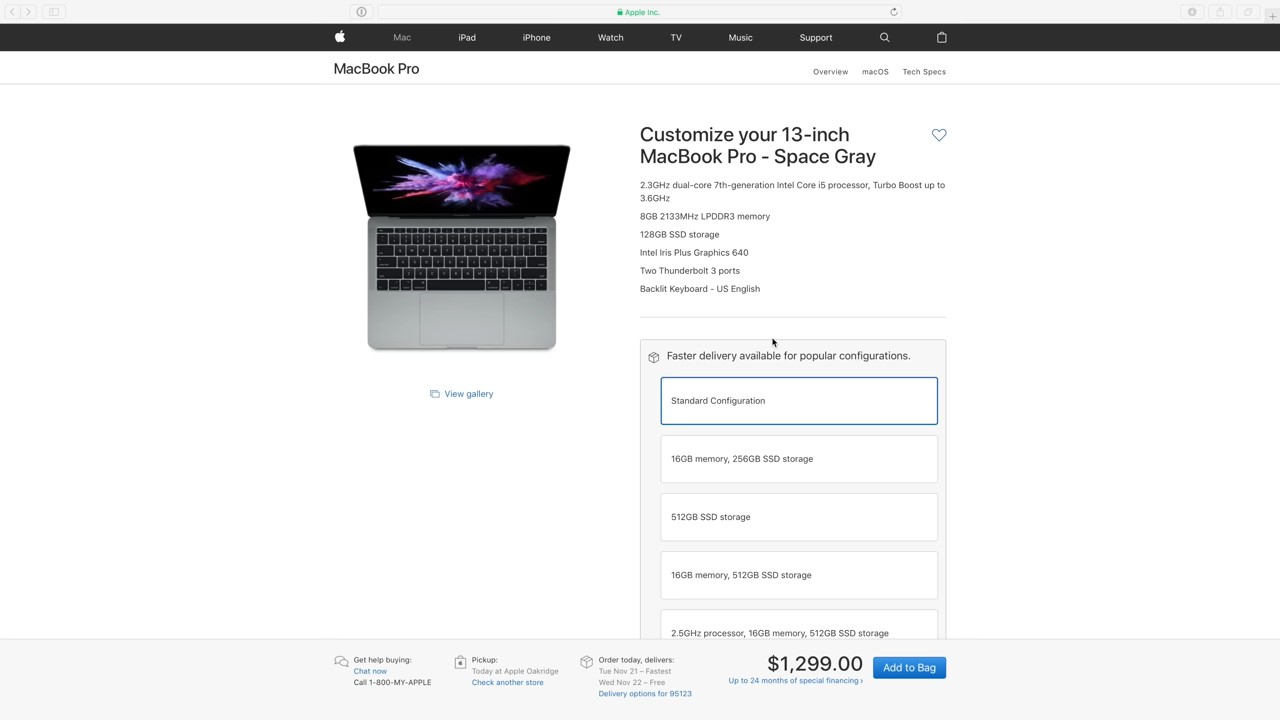 Apple Inc.
Mac
iPad
iPhone
Watch
TV
Music
Support
MacBook Pro
Overview
macOS
Tech Specs
Customize your 13-inch
MacBook Pro - Space Gray
2.3GHz dual-core 7th-generation Intel Core i5 processor, Turbo Boost up to
3.6GHz
8GB 2133MHz LPDDR3 memory
128GB SSD storage
Intel Iris Plus Graphics 640
Two Thunderbolt 3 ports
Backlit Keyboard - US English
View gallery
Faster delivery available for popular configurations.
Standard Configuration
16GB memory, 256GB SSD storage
512GB SSD storage
16GB memory, 512GB SSD storage
2.5GHz processor, 16GB memory, 512GB SSD storage
Get help buying:
Chat now
Call 1-800-MY-APPLE
Pickup:
Today at Apple Oakridge
Check another store
Order today, delivers:
Tue Nov 21 – Fastest
Wed Nov 22 – Free
Delivery options for 95123
$1,299.00
Up to 24 months of special financing ›
Add to Bag